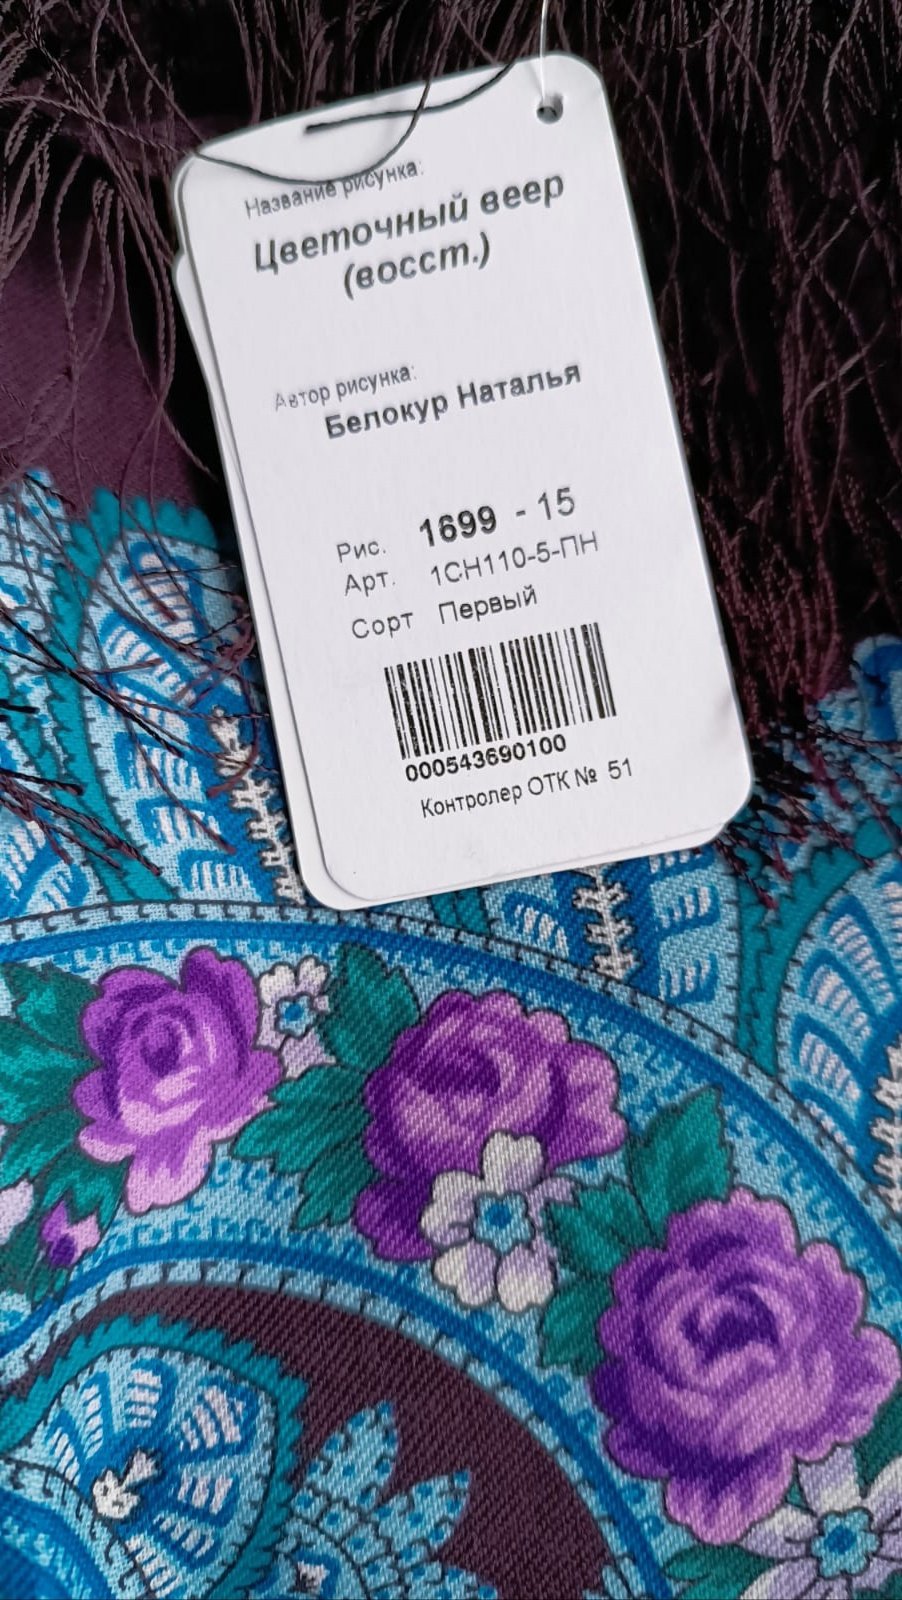 Название рисунка:
Цветочный веер
(восст.)
Автор рисунка:
Белокур Наталья
Рис. 1699 - 15
Арт. 1СН110-5-ПН
Сорт Первый
000543690100
Контролер ОТК № 51